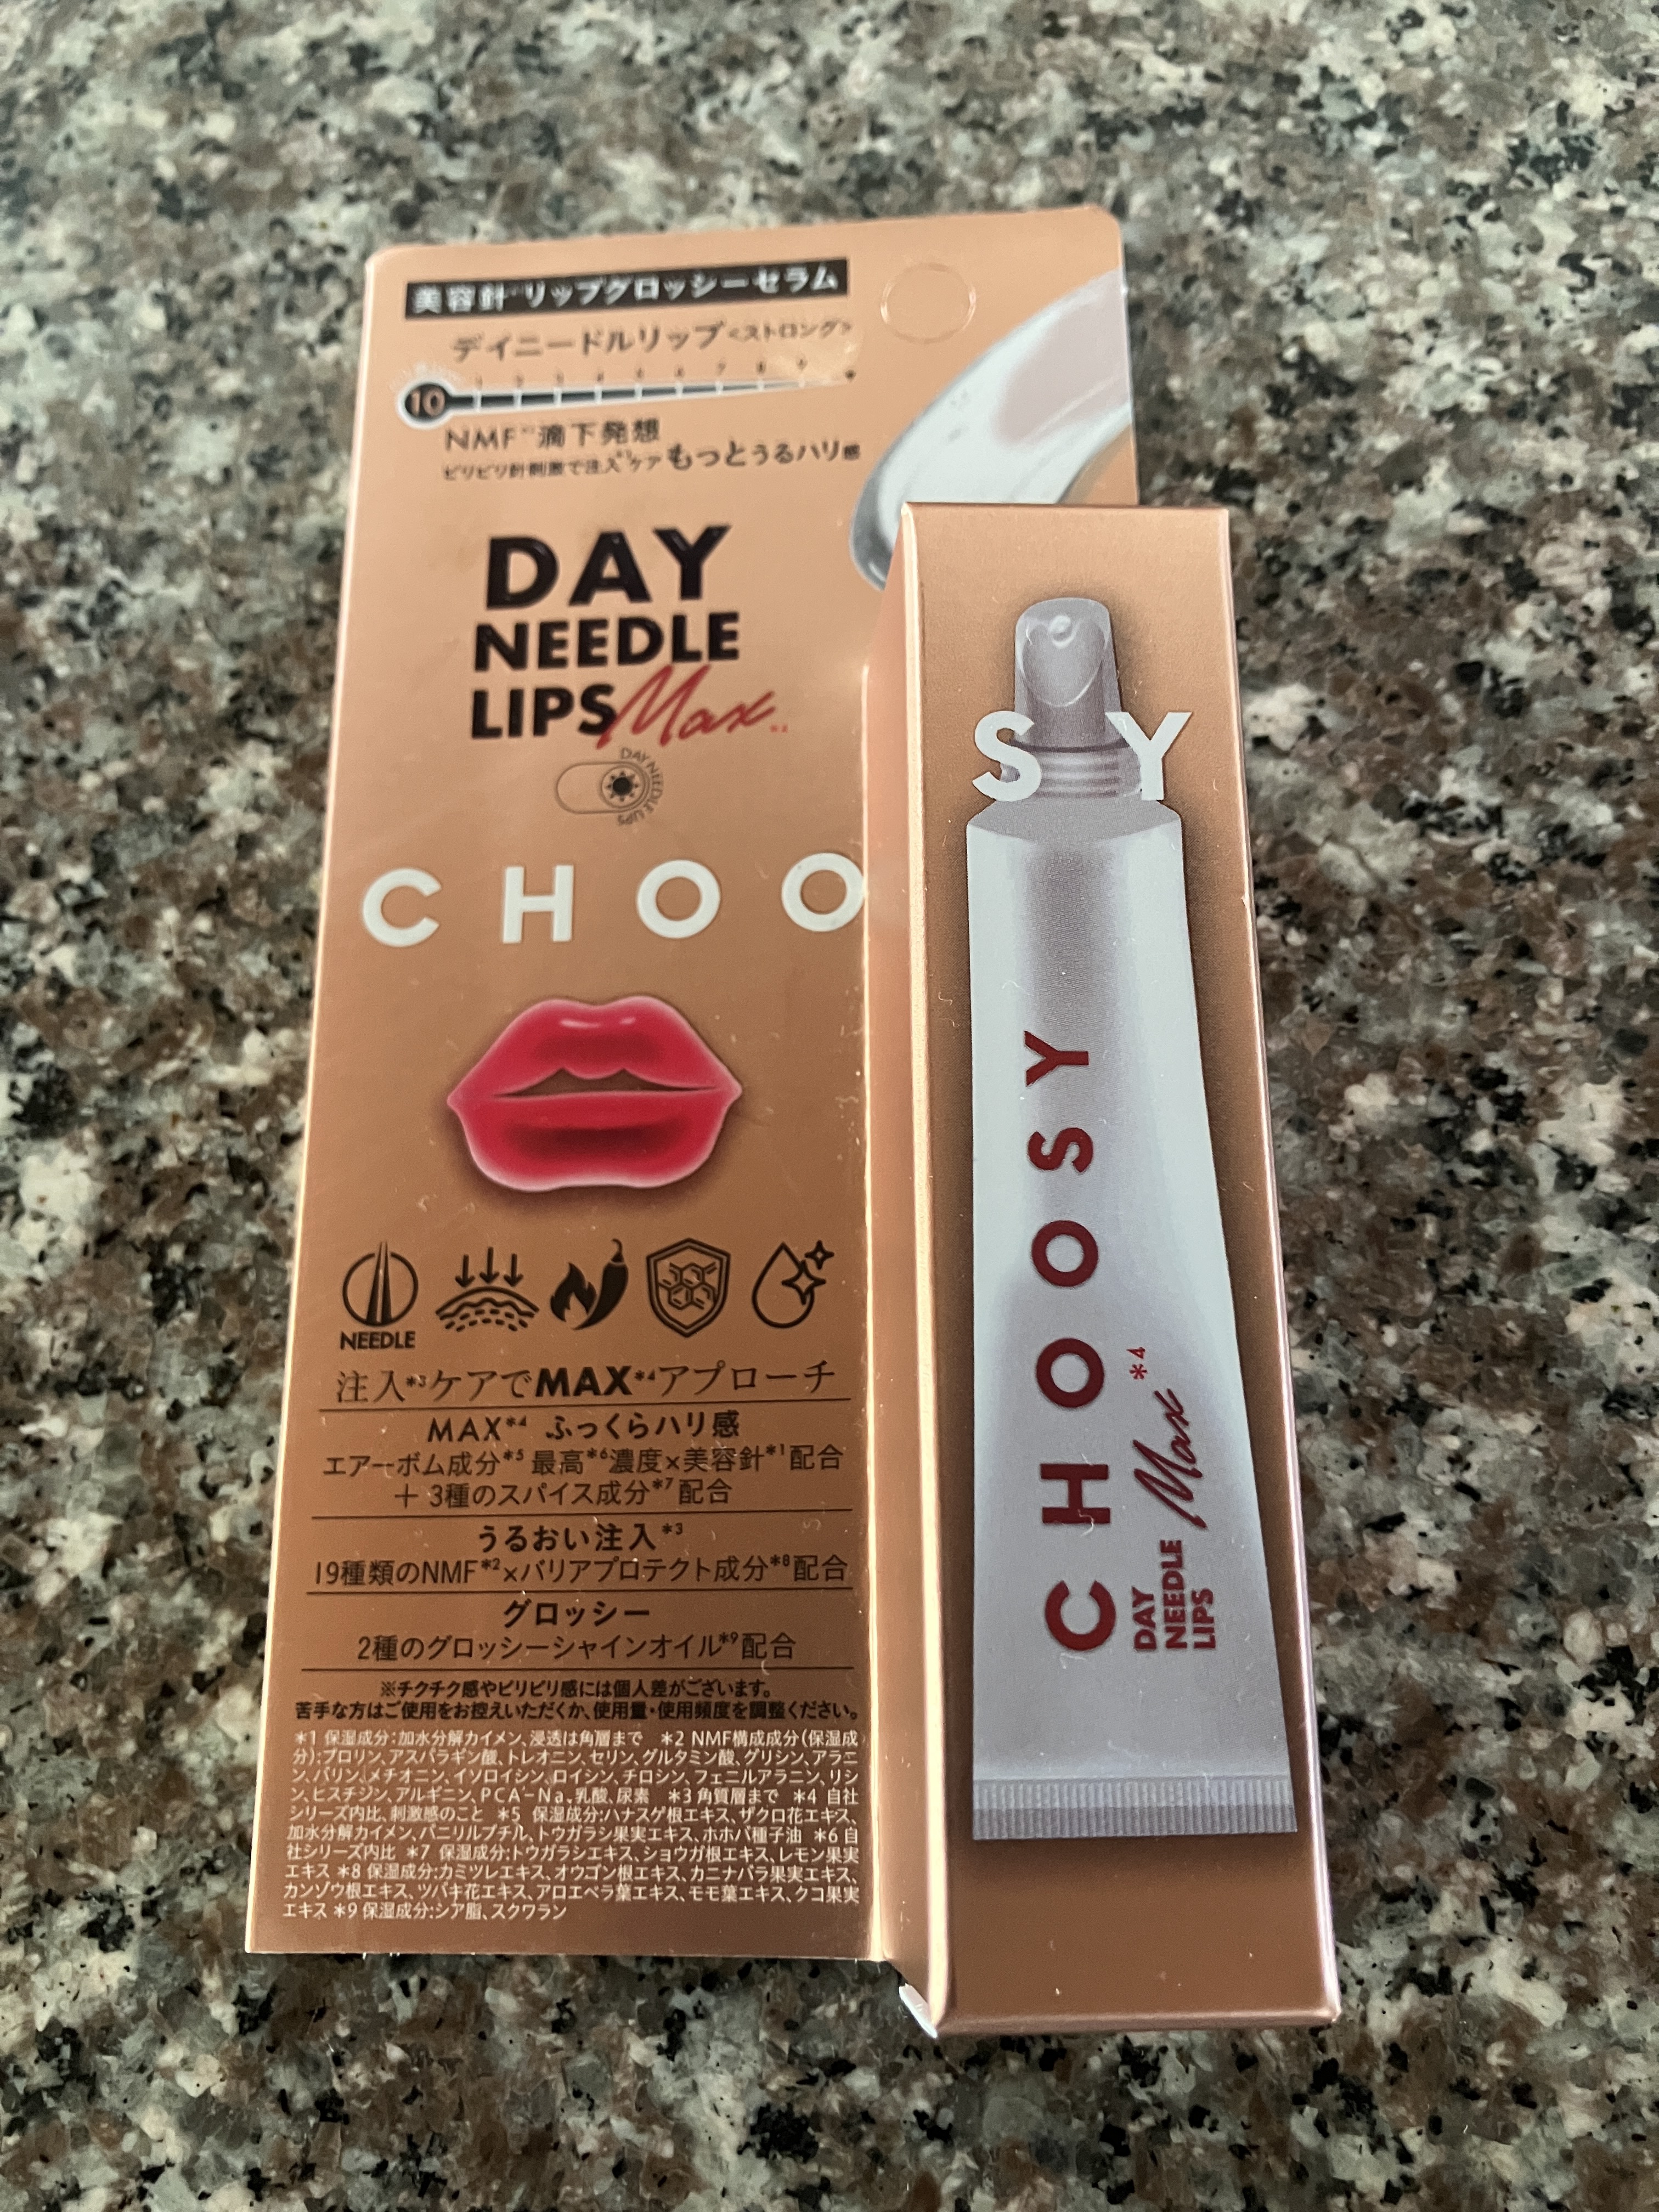 美容針*1リップグロッシーセラム
デイニードルリップ<ストロング>
1 2 3 4 5 6 7 8 9
10
NMF*2滴下発想
ピリピリ針刺激で注入*3ケア もっとうるハリ感
DAY
NEEDLE
LIPS Max *4
DAY NEEDLE LIPS
CHOO
SY
NEEDLE
注入*3ケアでMAX*4アプローチ
MAX*4 ふっくらハリ感
エアーボム成分*5 最高*6濃度×美容針*1配合
+ 3種のスパイス成分*7配合
うるおい注入*3
19種類のNMF*2×バリアプロテクト成分*8配合
グロッシー
2種のグロッシーシャインオイル*9配合
※チクチク感やピリピリ感には個人差がございます。
苦手な方はご使用をお控えいただくか、使用量・使用頻度を調整ください。
*1 保湿成分:加水分解カイメン、浸透は角層まで *2 NMF構成成分(保湿成
分):プロリン、アスパラギン酸、トレオニン、セリン、グルタミン酸、グリシン、アラニ
ン、バリン、メチオニン、イソロイシン、ロイシン、チロシン、フェニルアラニン、リシ
ン、ヒスチジン、アルギニン、PCA-Na、乳酸、尿素 *3 角質層まで *4 自社
シリーズ内比、刺激感のこと *5 保湿成分:ハナスゲ根エキス、ザクロ花エキス、
加水分解カイメン、バニリルブチル、トウガラシ果実エキス、ホホバ種子油 *6 自
社シリーズ内比 *7 保湿成分:トウガラシエキス、ショウガ根エキス、レモン果実
エキス *8 保湿成分:カミツレエキス、オウゴン根エキス、カニナバラ果実エキス、
カンゾウ根エキス、ツバキ花エキス、アロエベラ葉エキス、モモ葉エキス、クコ果実
エキス *9 保湿成分:シア脂、スクワラン
CHOOSY
DAY
NEEDLE
LIPS Max *4